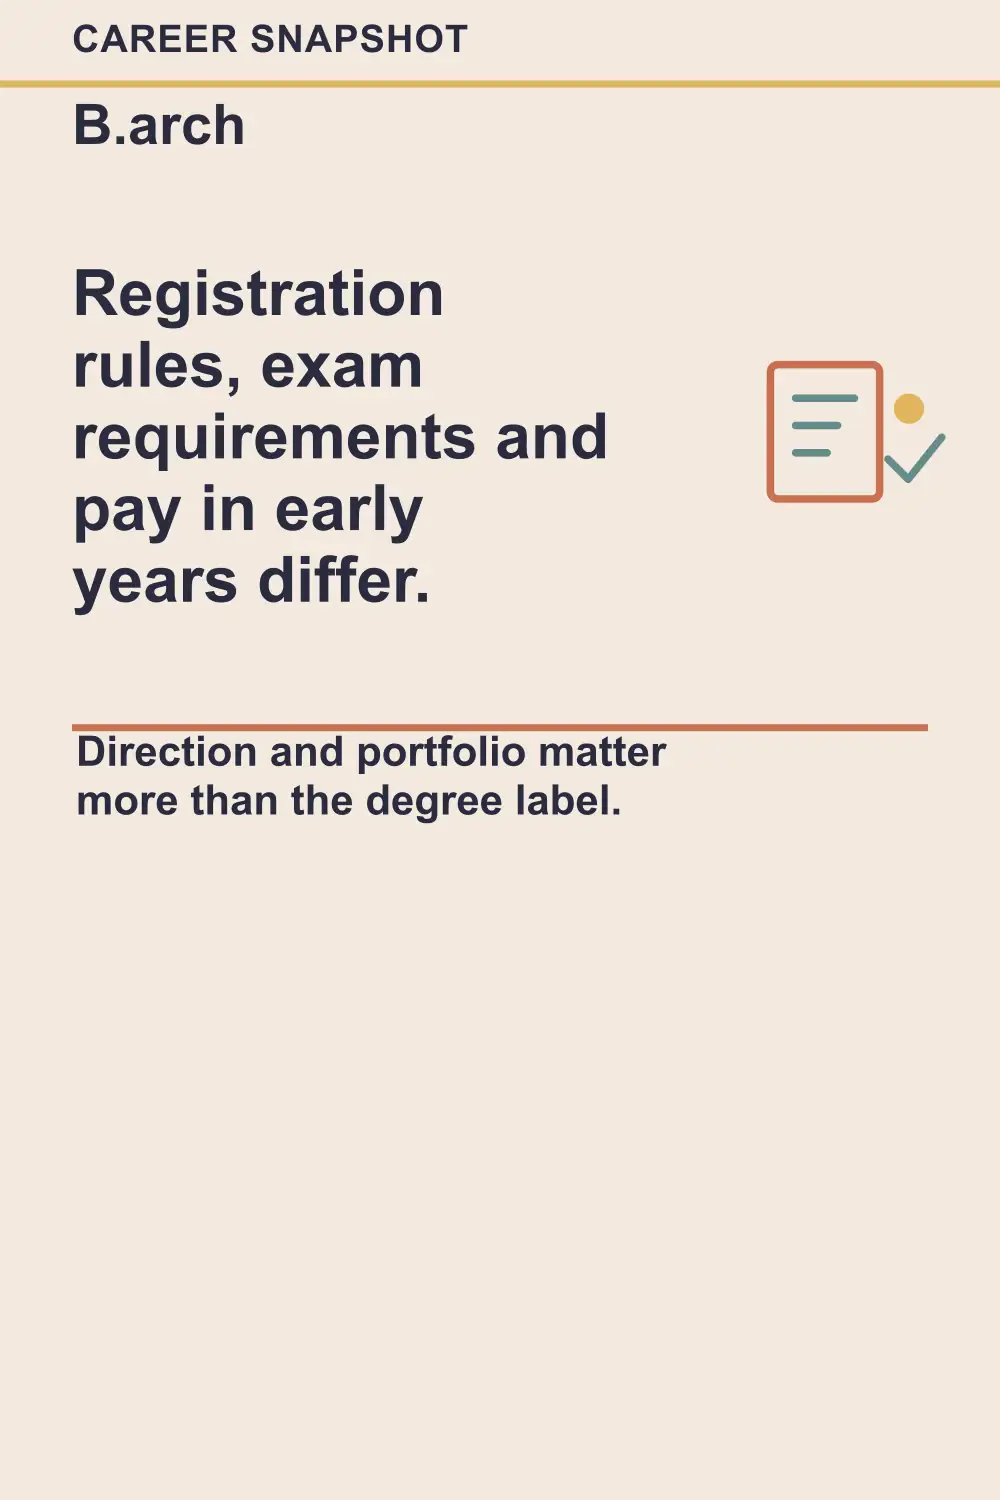 CAREER SNAPSHOT
B.arch
Registration
rules, exam
requirements and
pay in early
years differ.
Direction and portfolio matter
more than the degree label.